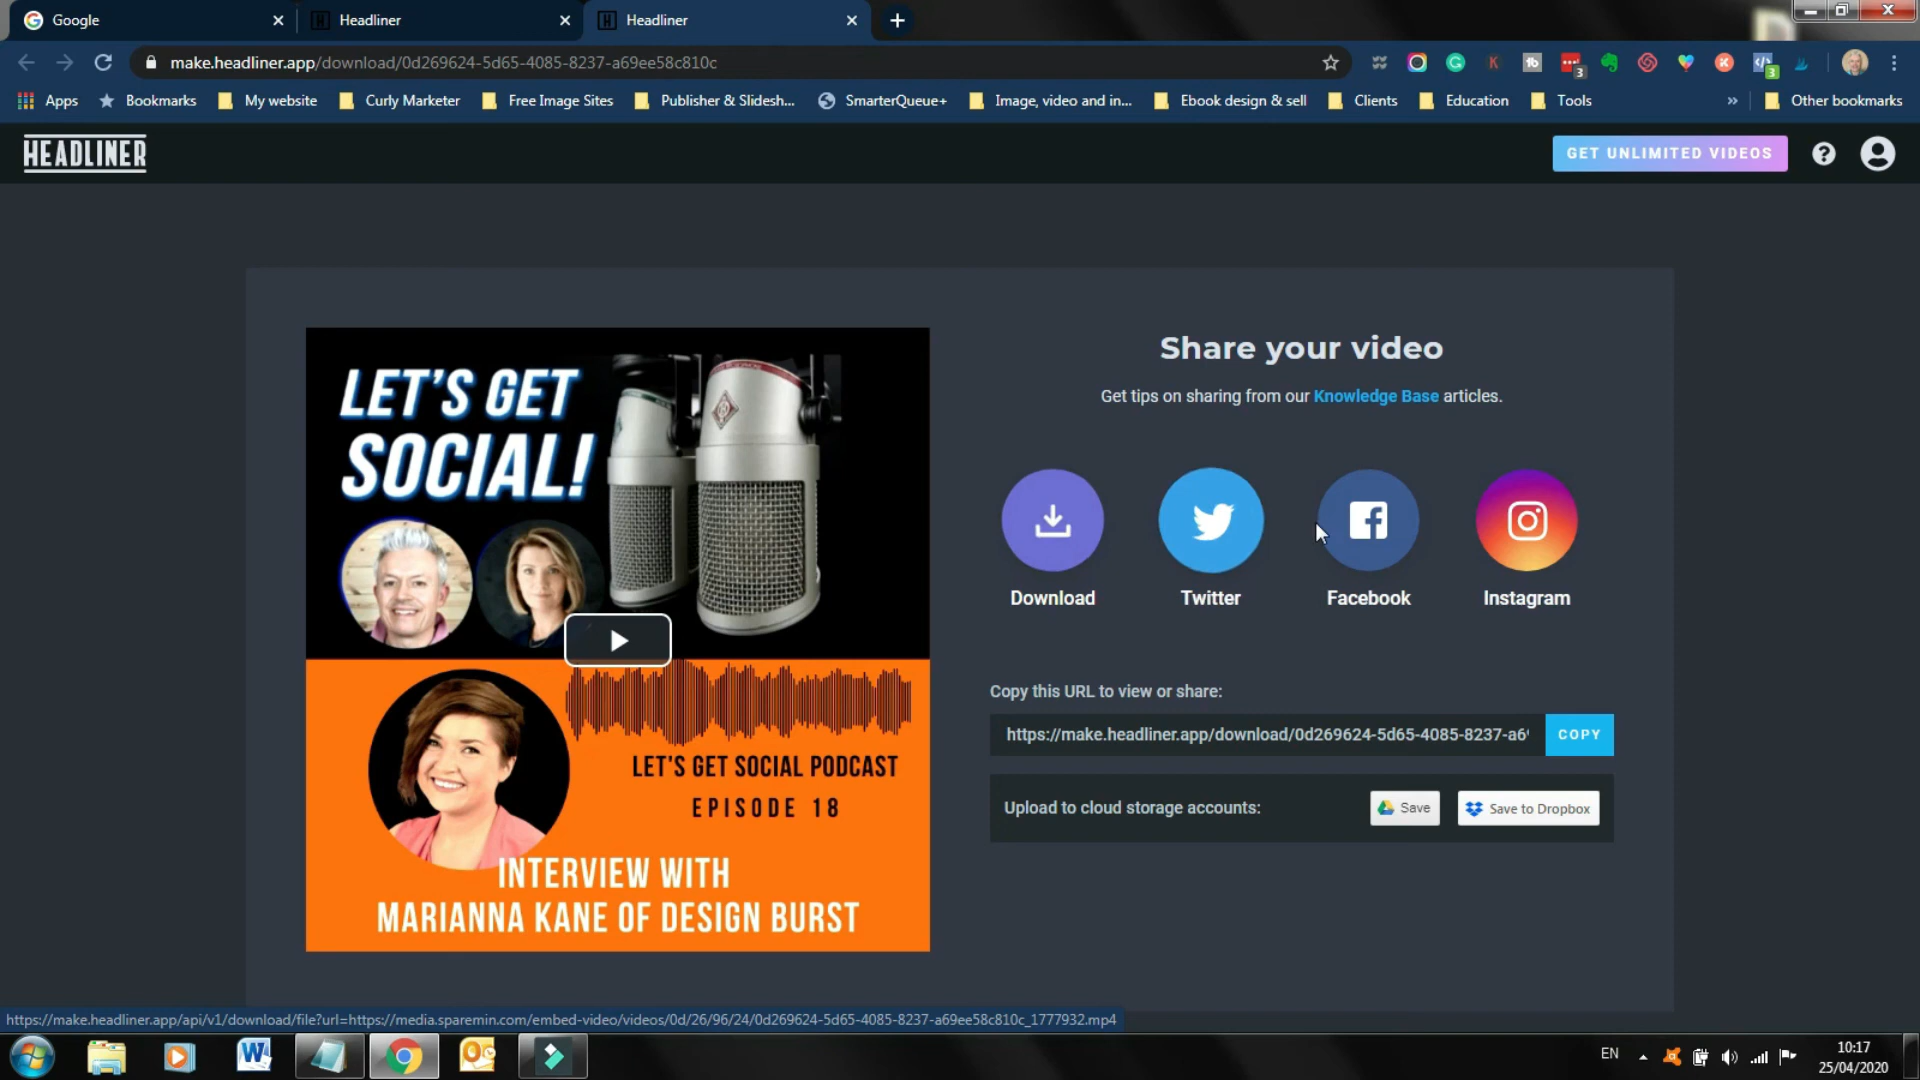 Google
Headliner
Headliner
make.headliner.app/download/0d269624-5d65-4085-8237-a69ee58c810c
Apps
Bookmarks
My website
Curly Marketer
Free Image Sites
Publisher & Slidesh...
SmarterQueue+
Image, video and in...
Ebook design & sell
Clients
Education
Tools
»
Other bookmarks
HEADLINER
GET UNLIMITED VIDEOS
LET'S GET
SOCIAL!
LET'S GET SOCIAL PODCAST
EPISODE 18
INTERVIEW WITH
MARIANNA KANE OF DESIGN BURST
Share your video
Get tips on sharing from our Knowledge Base articles.
Download
Twitter
Facebook
Instagram
Copy this URL to view or share:
https://make.headliner.app/download/0d269624-5d65-4085-8237-a6
COPY
Upload to cloud storage accounts:
Save
Save to Dropbox
https://make.headliner.app/api/v1/download/file?url=https://media.sparemin.com/embed-video/videos/0d/26/96/24/0d269624-5d65-4085-8237-a69ee58c810c_1777932.mp4
EN
10:17
25/04/2020